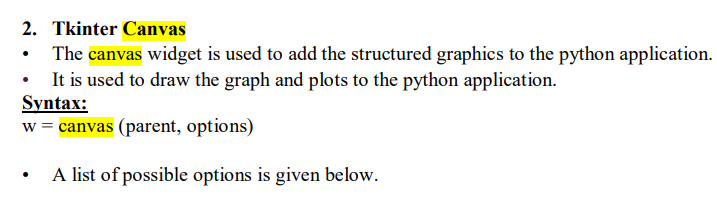 2. Tkinter Canvas
• The canvas widget is used to add the structured graphics to the python application.
• It is used to draw the graph and plots to the python application.
Syntax:
w = canvas (parent, options)
• A list of possible options is given below.